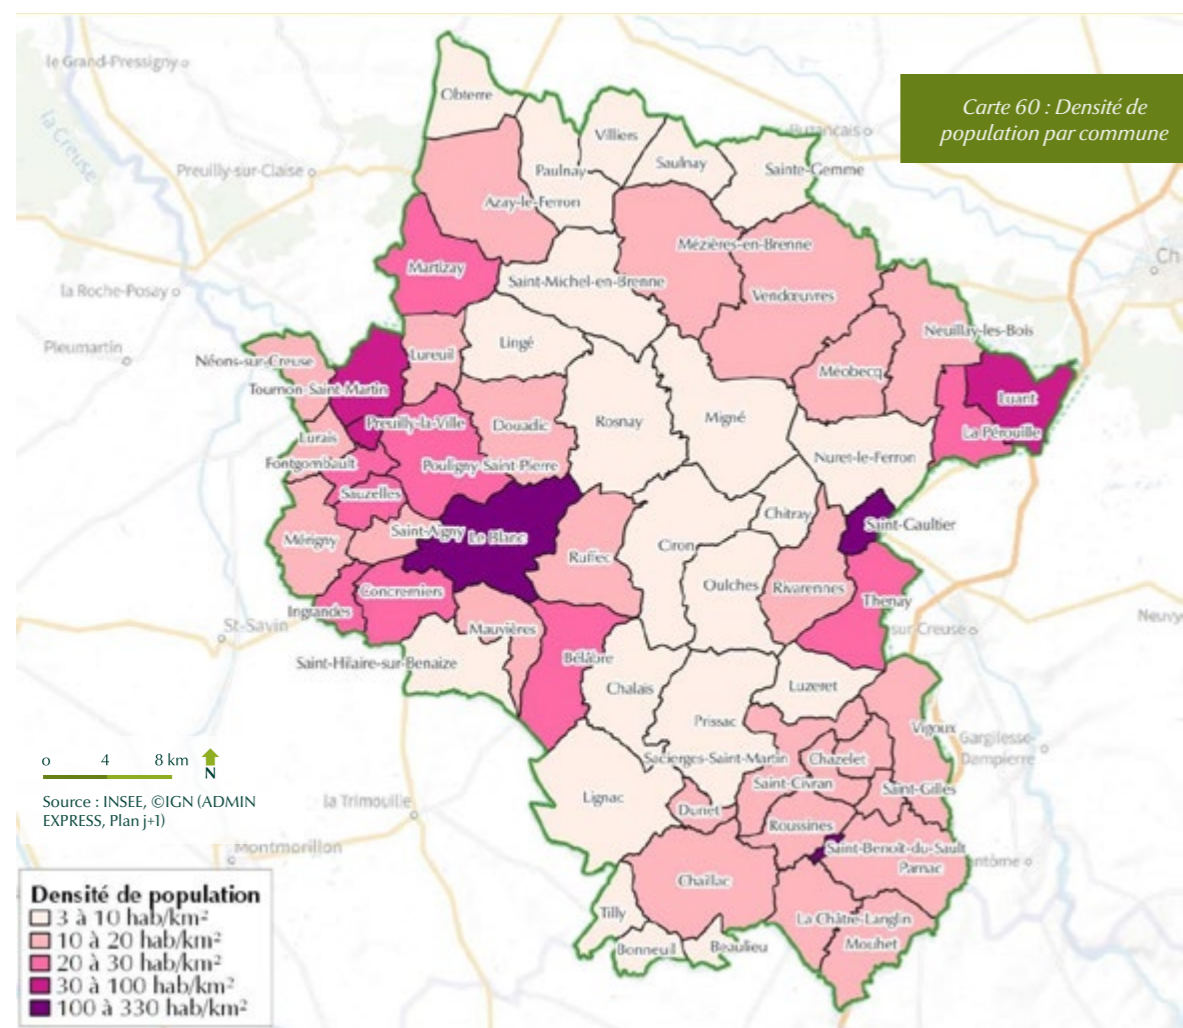 Carte 60 : Densité de
population par commune
le Grand-Pressigny
la Creuse
Preuilly-sur-Claise
la Roche-Posay
Pleumartin
Buzançais
Ch
Obterre
Villiers
Paulnay
Saulnay
Sainte-Gemme
Azay-le-Ferron
Mézières-en-Brenne
Martizay
Saint-Michel-en-Brenne
Vendœuvres
Neuillay-les-Bois
Néons-sur-Creuse
Lureuil
Lingé
Méobecq
Tournon-Saint-Martin
Luant
Preuilly-la-Ville
Douadic
Rosnay
Migné
La Pérouille
Lurais
Fontgombault
Pouligny-Saint-Pierre
Nuret-le-Ferron
Sauzelles
Chitray
Saint-Gaultier
Mérigny
Saint-Aigny
Le Blanc
Ciron
Ruffec
Oulches
Rivarennes
Concremiers
Thenay
Ingrandes
St-Savin
Mauvières
sur-Creuse
Neuvy
Saint-Hilaire-sur-Benaize
Bélâbre
Chalais
Luzeret
Prissac
Vigoux
Gargilesse-
Dampierre
Sacierges-Saint-Martin
Chazelet
Saint-Civran
Saint-Gilles
Lignac
Dunet
Roussines
Saint-Benoît-du-Sault
Parnac
antôme
la Trimouille
Montmorillon
Chaillac
Tilly
La Châtre-Langlin
Bonneuil
Beaulieu
Mouhet
0 4 8 km
N
Source : INSEE, ©IGN (ADMIN
EXPRESS, Plan j+1)
Densité de population
3 à 10 hab/km²
10 à 20 hab/km²
20 à 30 hab/km²
30 à 100 hab/km²
100 à 330 hab/km²